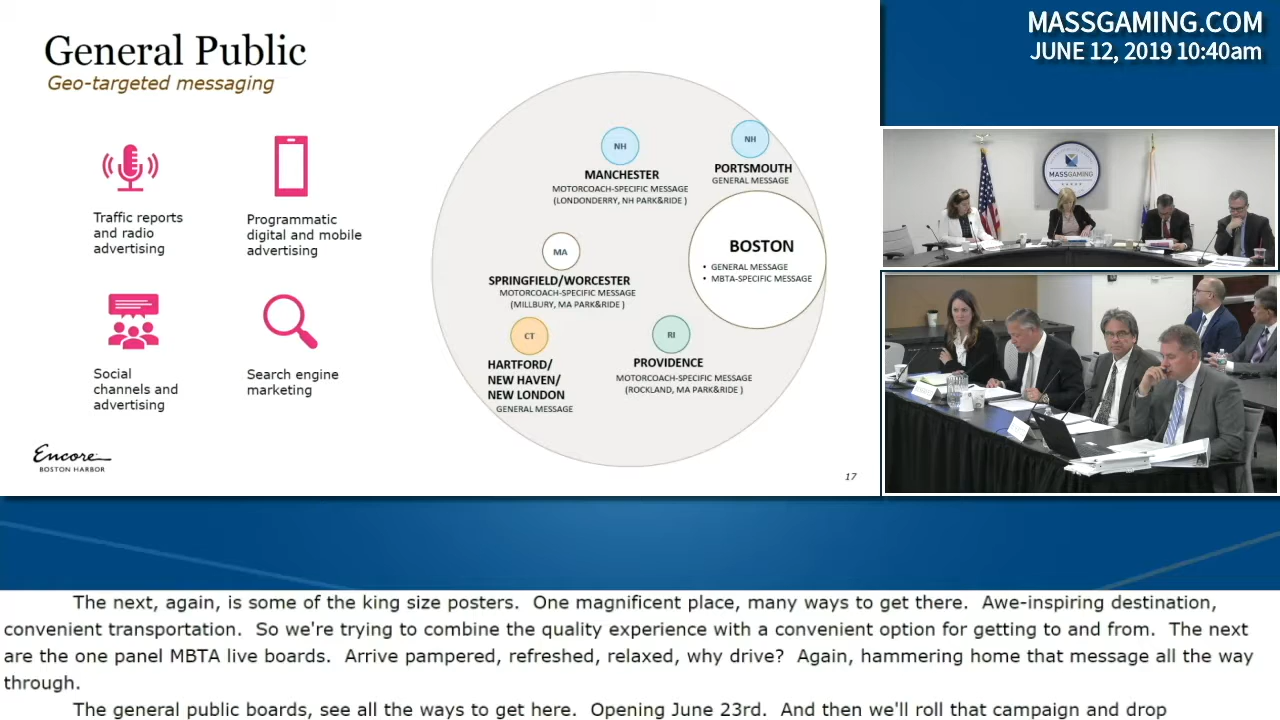 General Public
Geo-targeted messaging
Traffic reports
and radio
advertising
Programmatic
digital and mobile
advertising
Social
channels and
advertising
Search engine
marketing
NH
MANCHESTER
MOTORCOACH-SPECIFIC MESSAGE
(LONDONDERRY, NH PARK&RIDE )
NH
PORTSMOUTH
GENERAL MESSAGE
BOSTON
• GENERAL MESSAGE
• MBTA-SPECIFIC MESSAGE
MA
SPRINGFIELD/WORCESTER
MOTORCOACH-SPECIFIC MESSAGE
(MILLBURY, MA PARK&RIDE )
CT
HARTFORD/
NEW HAVEN/
NEW LONDON
GENERAL MESSAGE
RI
PROVIDENCE
MOTORCOACH-SPECIFIC MESSAGE
(ROCKLAND, MA PARK&RIDE )
Encore
BOSTON HARBOR
17
MASSGAMING.COM
JUNE 12, 2019 10:40am
MASSGAMING
The next, again, is some of the king size posters. One magnificent place, many ways to get there. Awe-inspiring destination,
convenient transportation. So we're trying to combine the quality experience with a convenient option for getting to and from. The next
are the one panel MBTA live boards. Arrive pampered, refreshed, relaxed, why drive? Again, hammering home that message all the way
through.
The general public boards, see all the ways to get here. Opening June 23rd. And then we'll roll that campaign and drop